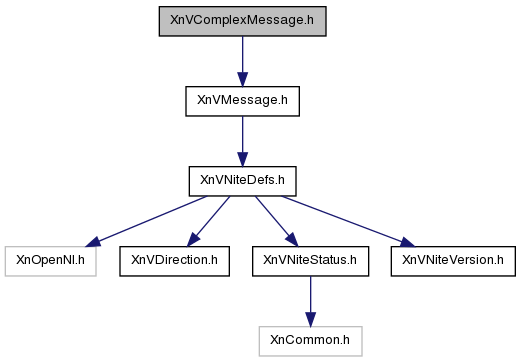 XnVComplexMessage.h
XnVMessage.h
XnVNiteDefs.h
XnOpenNI.h
XnVDirection.h
XnVNiteStatus.h
XnVNiteVersion.h
XnCommon.h